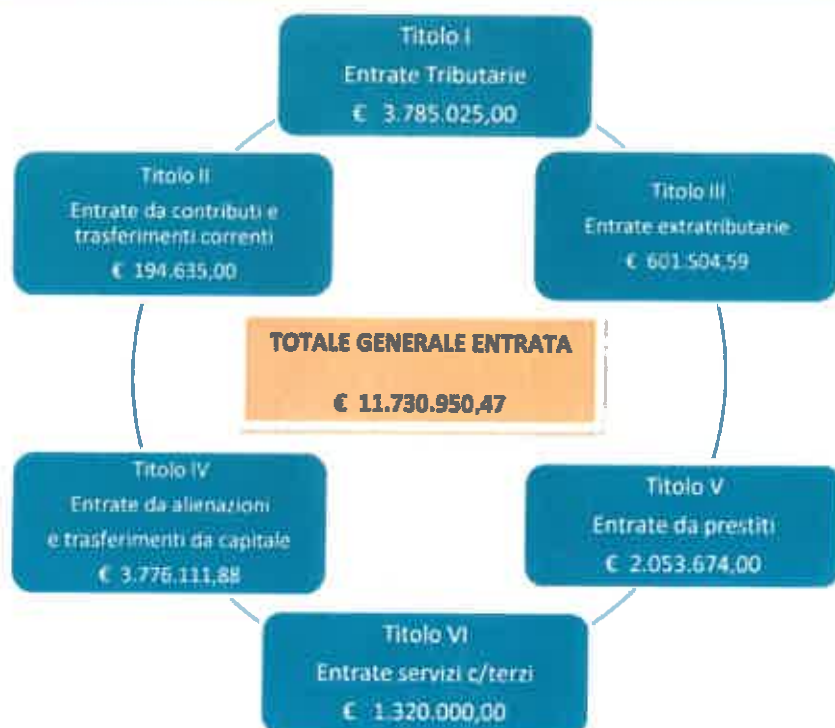 Titolo I
Entrate Tributarie
€ 3.785.025,00
Titolo II
Entrate da contributi e
trasferimenti correnti
€ 194.635,00
Titolo III
Entrate extratributarie
€ 601.504,59
TOTALE GENERALE ENTRATA
€ 11.730.950,47
Titolo IV
Entrate da alienazioni
e trasferimenti da capitale
€ 3.776.111,88
Titolo V
Entrate da prestiti
€ 2.053.674,00
Titolo VI
Entrate servizi c/terzi
€ 1.320.000,00